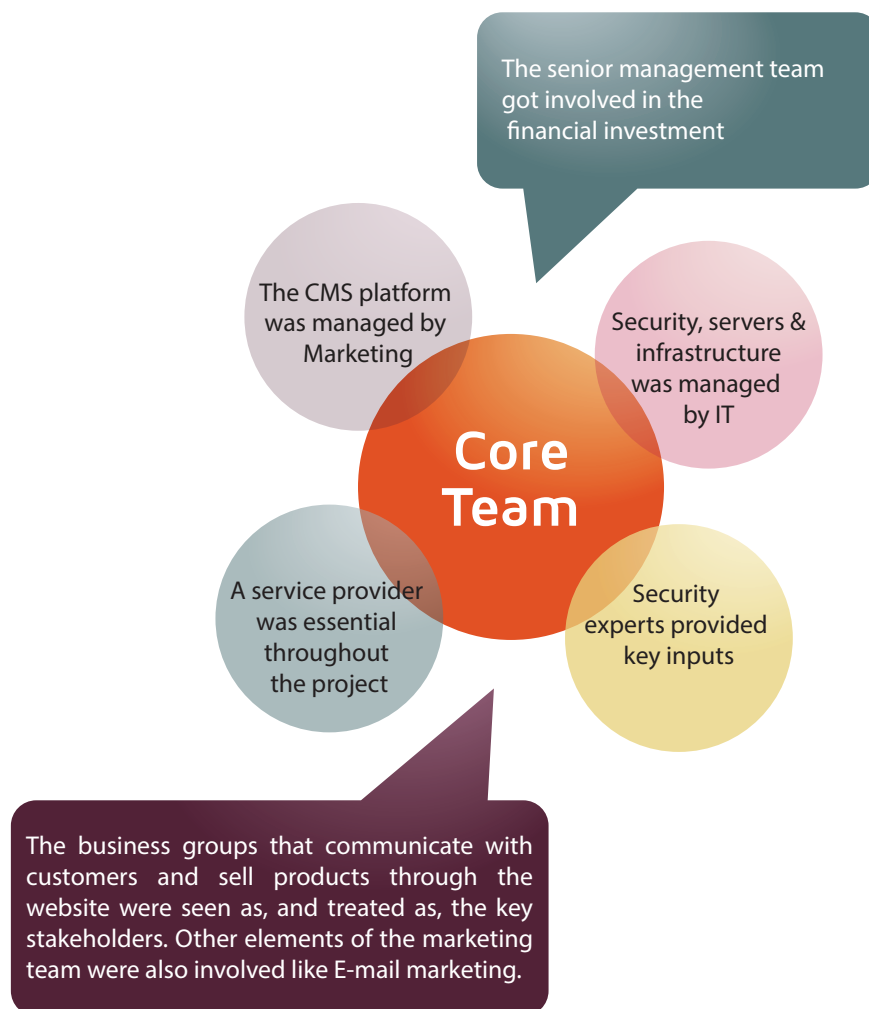 The senior management team
got involved in the
financial investment
The CMS platform
was managed by
Marketing
Security, servers &
infrastructure
was managed
by IT
Core
Team
A service provider
was essential
throughout
the project
Security
experts provided
key inputs
The business groups that communicate with
customers and sell products through the
website were seen as, and treated as, the key
stakeholders. Other elements of the marketing
team were also involved like E-mail marketing.